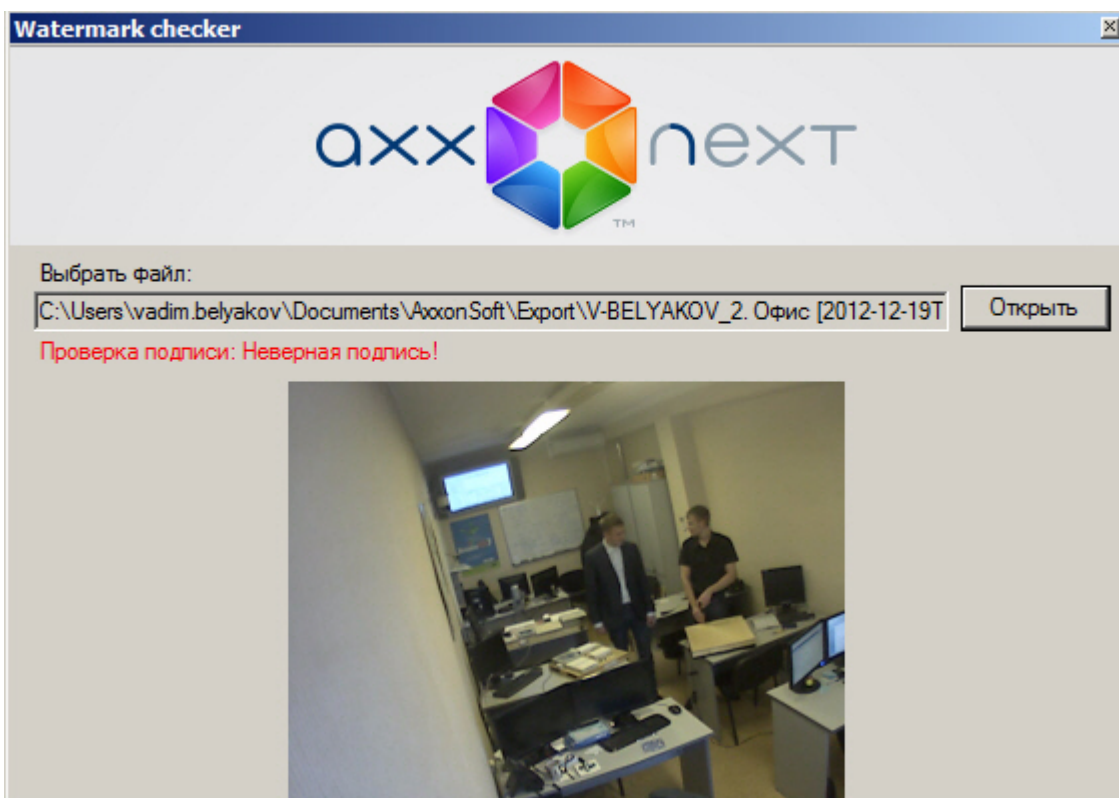 Watermark checker
axx next
TM
Выбрать файл:
C:\Users\vadim.belyakov\Documents\AxxonSoft\Export\V-BELYAKOV_2. Офис [2012-12-19T
Открыть
Проверка подписи: Неверная подпись!